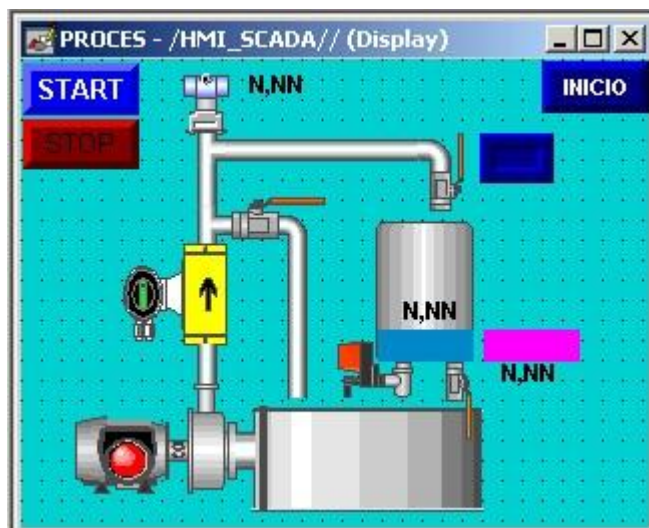 PROCES - /HMI_SCADA// (Display)
START
N,NN
INICIO
STOP
N,NN
N,NN